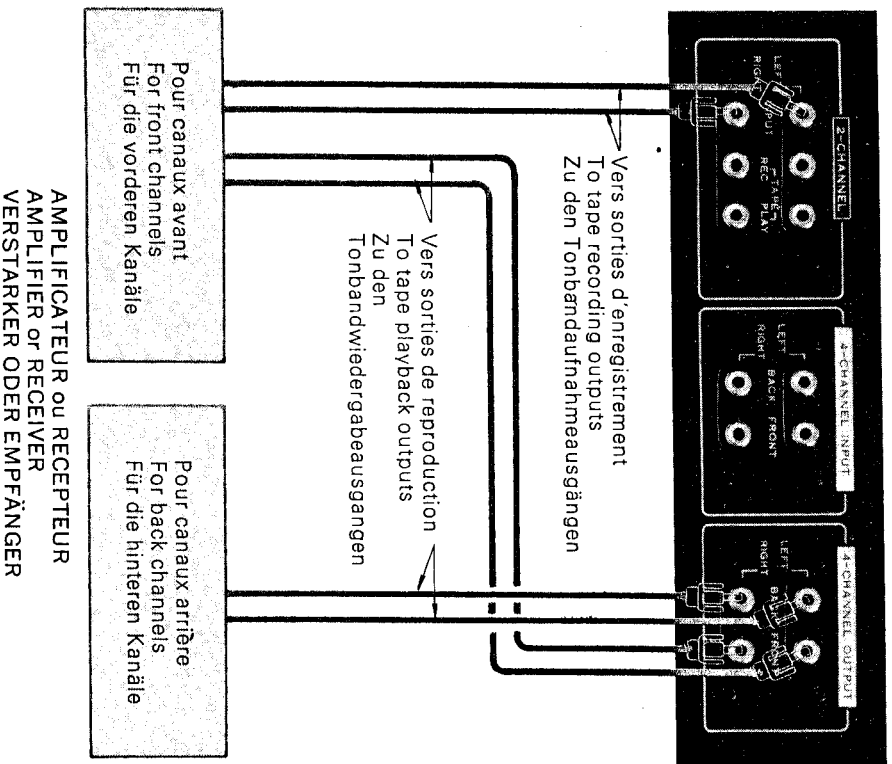 2-CHANNEL
LEFT
RIGHT
INPUT
TAPE
REC PLAY
4-CHANNEL INPUT
LEFT
RIGHT
BACK FRONT
4-CHANNEL OUTPUT
LEFT
RIGHT
BACK FRONT
Vers sorties d'enregistrement
To tape recording outputs
Zu den Tonbandaufnahmeausgängen
Vers sorties de reproduction
To tape playback outputs
Zu den
Tonbandwiedergabeausgangen
Pour canaux avant
For front channels
Für die vorderen Kanäle
Pour canaux arrière
For back channels
Für die hinteren Kanäle
AMPLIFICATEUR ou RECEPTEUR
AMPLIFIER or RECEIVER
VERSTARKER ODER EMPFÄNGER